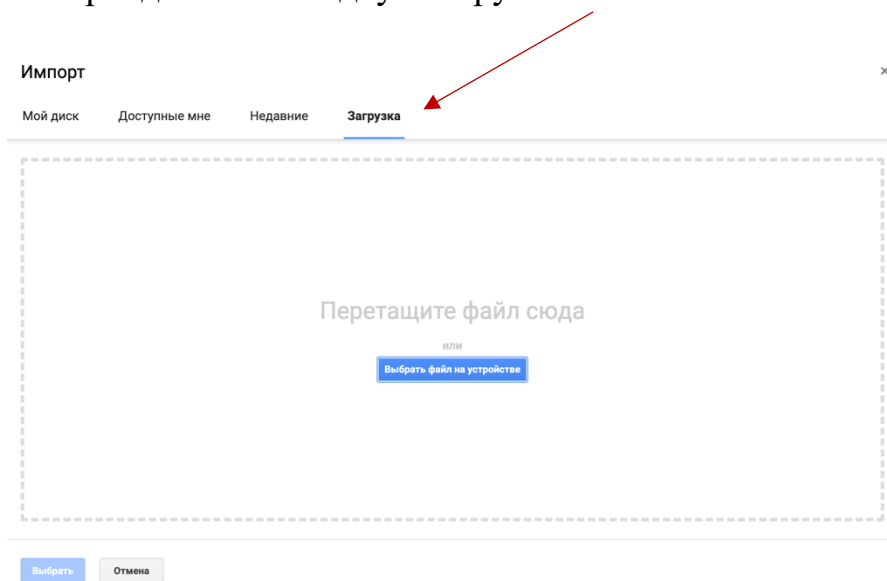 Импорт
×
Мой диск Доступные мне Недавние Загрузка
Перетащите файл сюда
или
Выбрать файл на устройстве
Выбрать Отмена